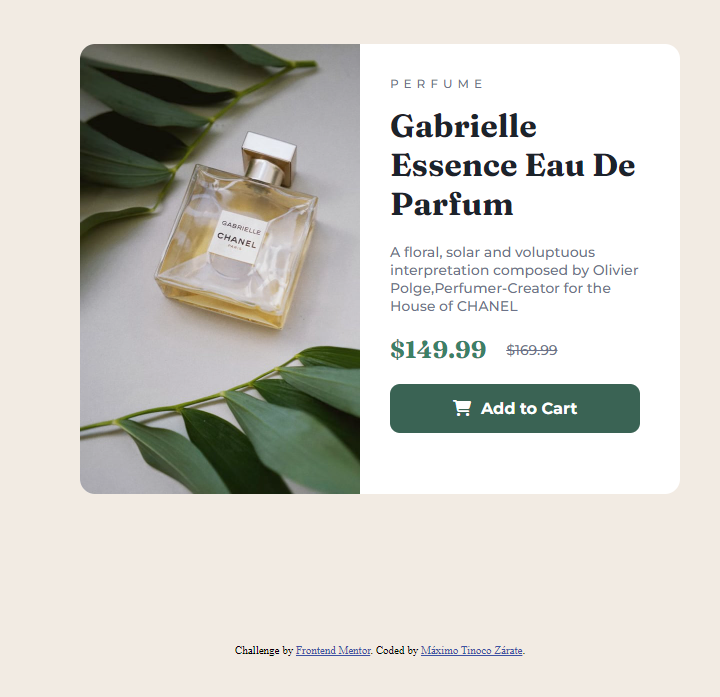 PERFUME
Gabrielle
Essence Eau De
Parfum
A floral, solar and voluptuous
interpretation composed by Olivier
Polge,Perfumer-Creator for the
House of CHANEL
$149.99 $169.99
Add to Cart
GABRIELLE
CHANEL
PARIS
Challenge by Frontend Mentor. Coded by Máximo Tinoco Zárate.